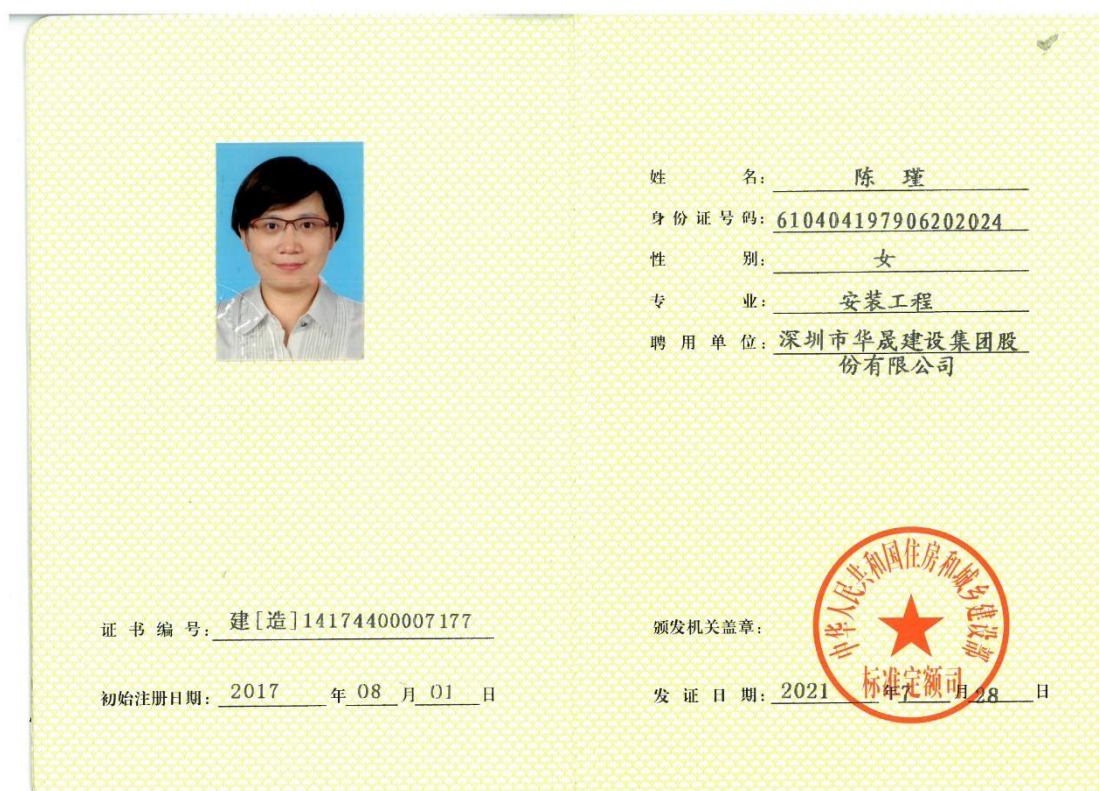 姓名：陈瑾
身份证号码：610404197906202024
性别：女
专业：安装工程
聘用单位：深圳市华晟建设集团股
份有限公司
证书编号：建[造]14174400007177
初始注册日期：2017年08月01日
颁发机关盖章：
中华人民共和国住房和城乡建设部
标准定额司
发证日期：2021年7月28日